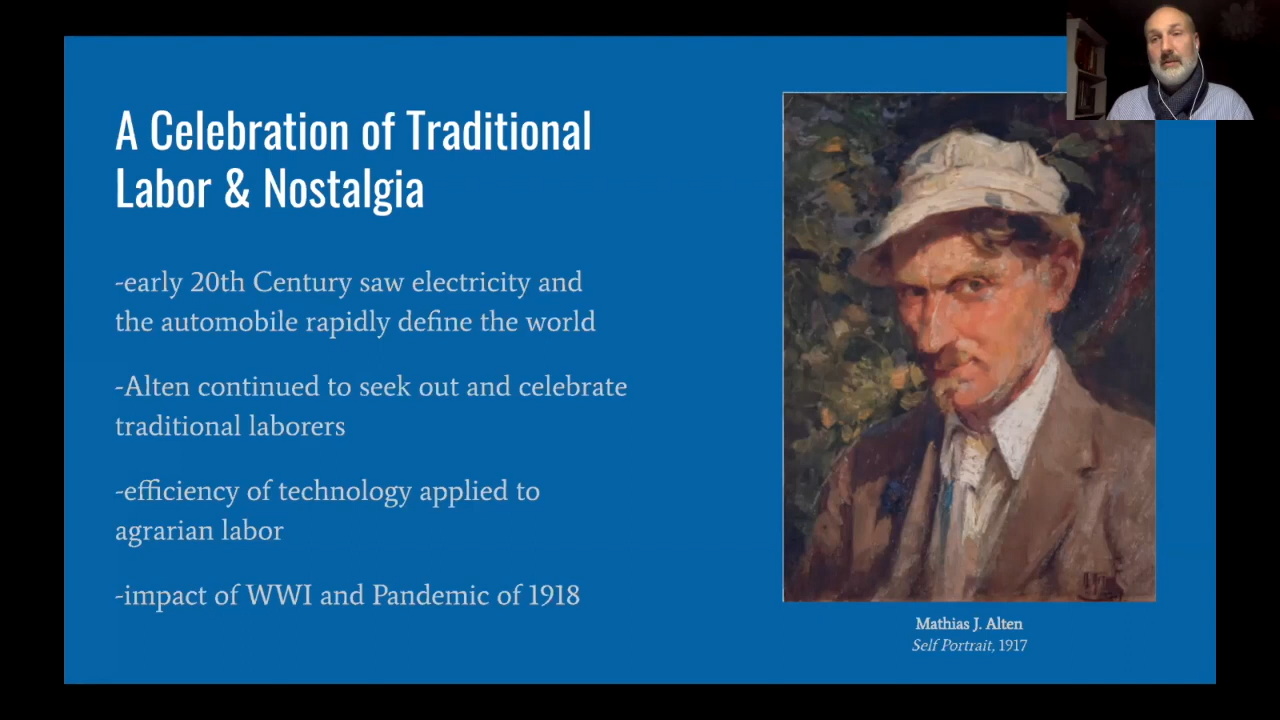 A Celebration of Traditional
Labor & Nostalgia
-early 20th Century saw electricity and
the automobile rapidly define the world
-Alten continued to seek out and celebrate
traditional laborers
-efficiency of technology applied to
agrarian labor
-impact of WWI and Pandemic of 1918
Mathias J. Alten
Self Portrait, 1917